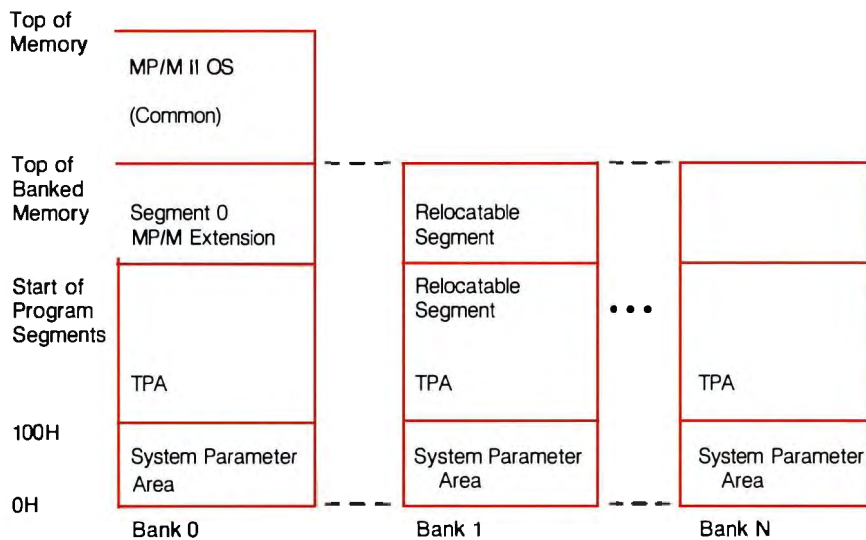 Top of
Memory
MP/M II OS
(Common)
Top of
Banked
Memory
Segment 0
MP/M Extension
Relocatable
Segment
Start of
Program
Segments
Relocatable
Segment
TPA
TPA
TPA
100H
System Parameter
Area
System Parameter
Area
System Parameter
Area
0H
Bank 0
Bank 1
Bank N